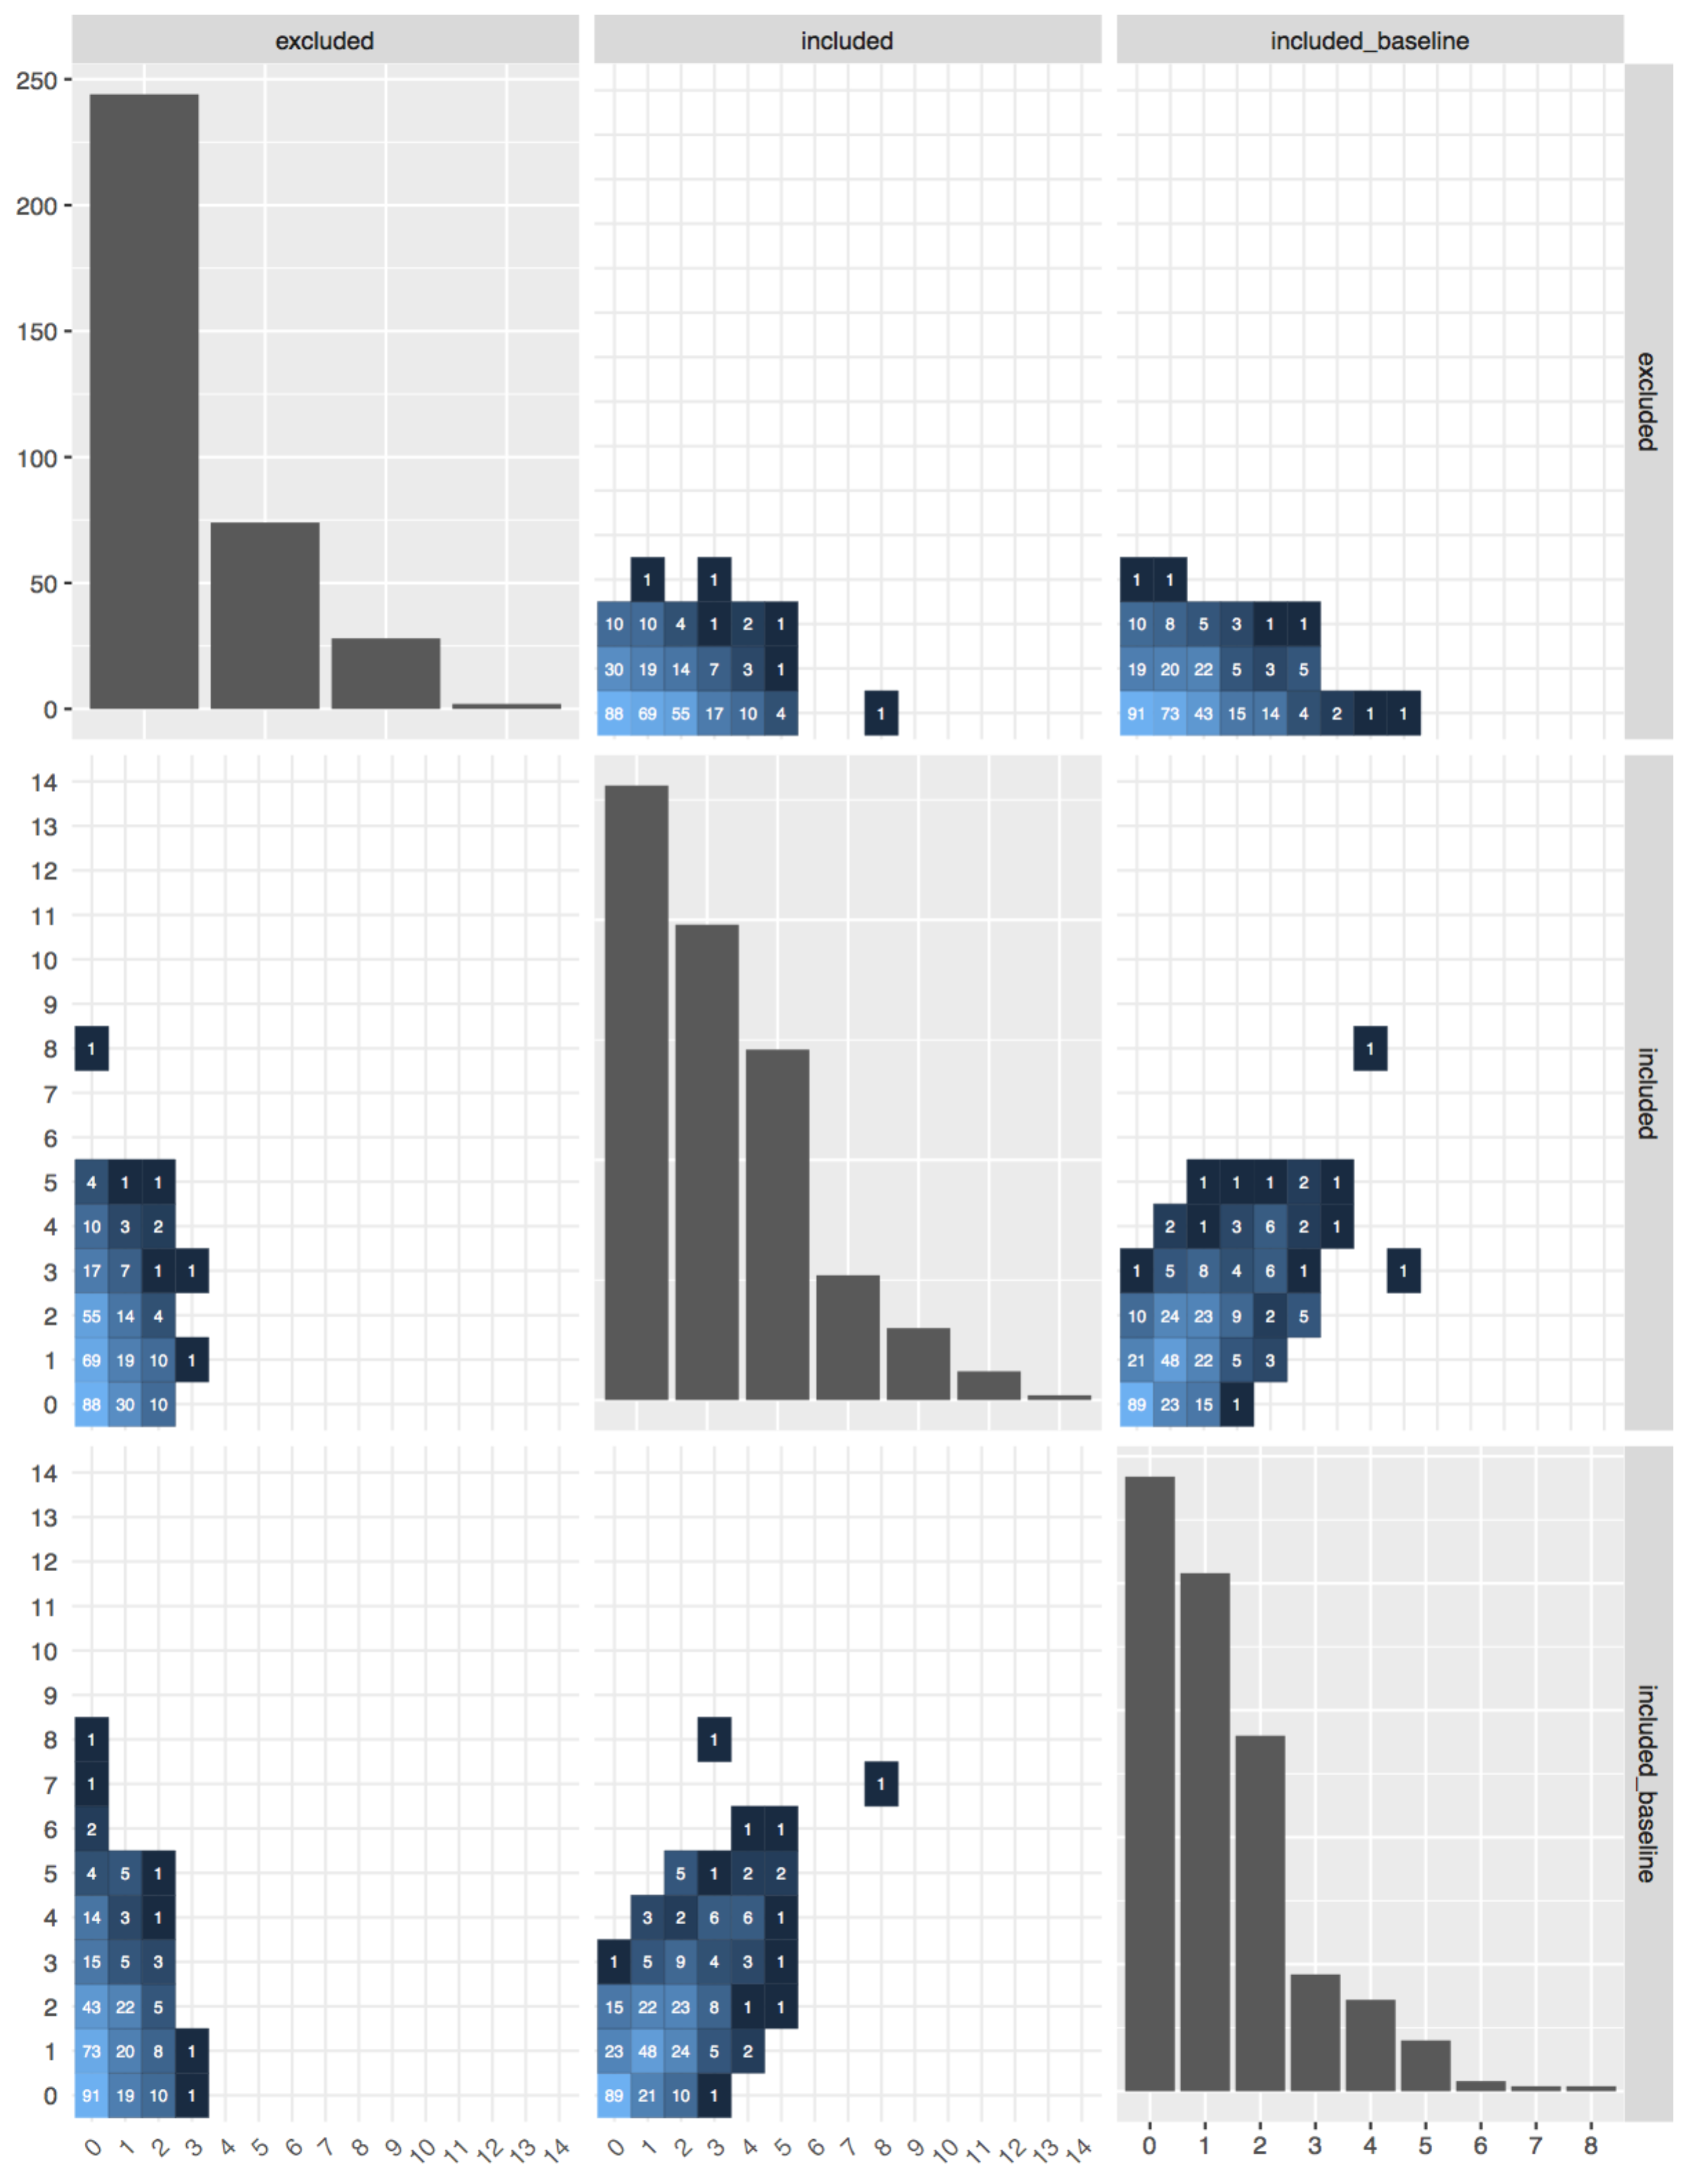 excluded included included_baseline
250
200
150
100
50
0
1 1
10 10 4 1 2 1
30 19 14 7 3 1
88 69 55 17 10 4 1
1 1
10 8 5 3 1 1
19 20 22 5 3 5
91 73 43 15 14 4 2 1 1
excluded
14
13
12
11
10
9
8
7
6
5
4
3
2
1
0
1
4 1 1
10 3 2
17 7 1 1
55 14 4
69 19 10 1
88 30 10
1
1 1 1 2 1
2 1 3 6 2 1
1 5 8 4 6 1 1
10 24 23 9 2 5
21 48 22 5 3
89 23 15 1
included
14
13
12
11
10
9
8
7
6
5
4
3
2
1
0
1
1
2
4 5 1
14 3 1
15 5 3
43 22 5
73 20 8 1
91 19 10 1
1
1
1 1
5 1 2 2
3 2 6 6 1
1 5 9 4 3 1
15 22 23 8 1 1
23 48 24 5 2
89 21 10 1
included_baseline
0 1 2 3 4 5 6 7 8 9 10 11 12 13 14
0 1 2 3 4 5 6 7 8 9 10 11 12 13 14
0 1 2 3 4 5 6 7 8